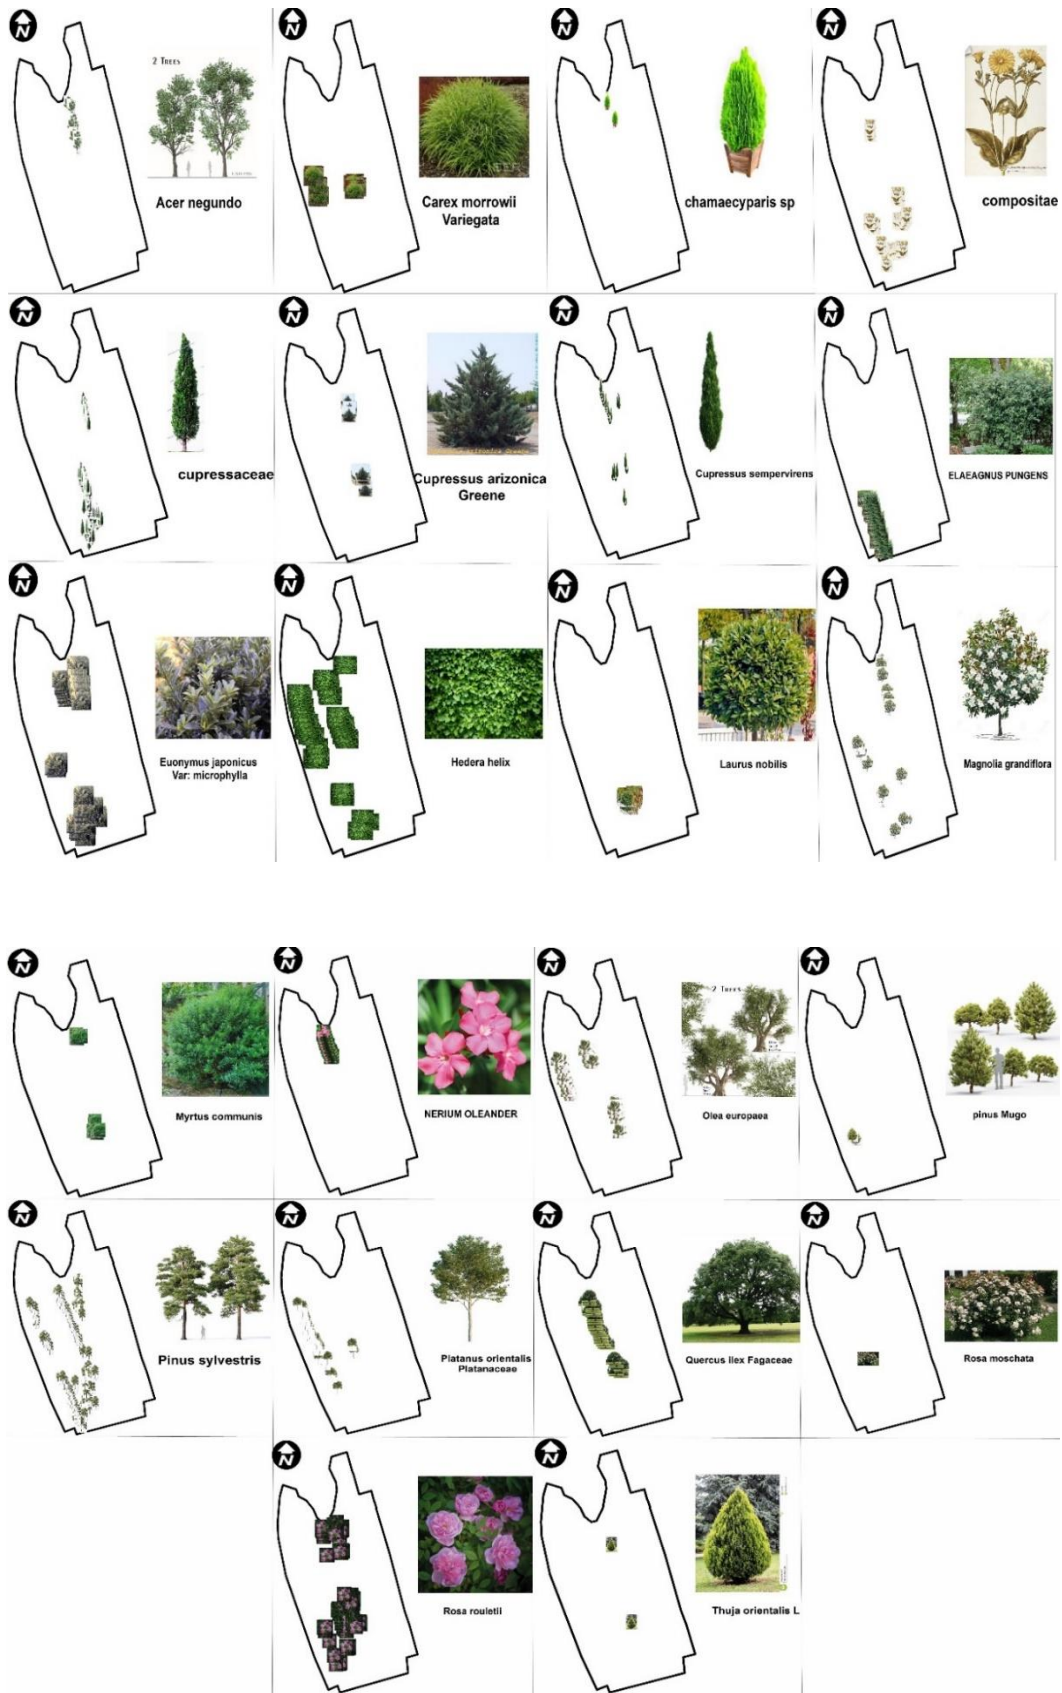 N
N
N
N
2 TREES
Acer negundo
Carex morrowii
Variegata
chamaecyparis sp
compositae
N
N
N
N
cupressaceae
Cupressus arizonica
Greene
Cupressus sempervirens
ELAEAGNUS PUNGENS
N
N
N
N
Euonymus japonicus
Var: microphylla
Hedera helix
Laurus nobilis
Magnolia grandiflora
N
N
N
N
2 TREES
Myrtus communis
NERIUM OLEANDER
Olea europaea
pinus Mugo
N
N
N
N
Pinus sylvestris
Platanus orientalis
Platanaceae
Quercus ilex Fagaceae
Rosa moschata
N
N
Rosa rouletii
Thuja orientalis L